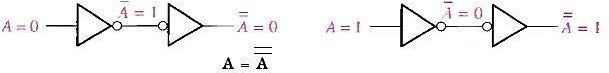 A = 0
A̅ = 1
A̿ = 0
A = A̿
A = 1
A̅ = 0
A̿ = 1